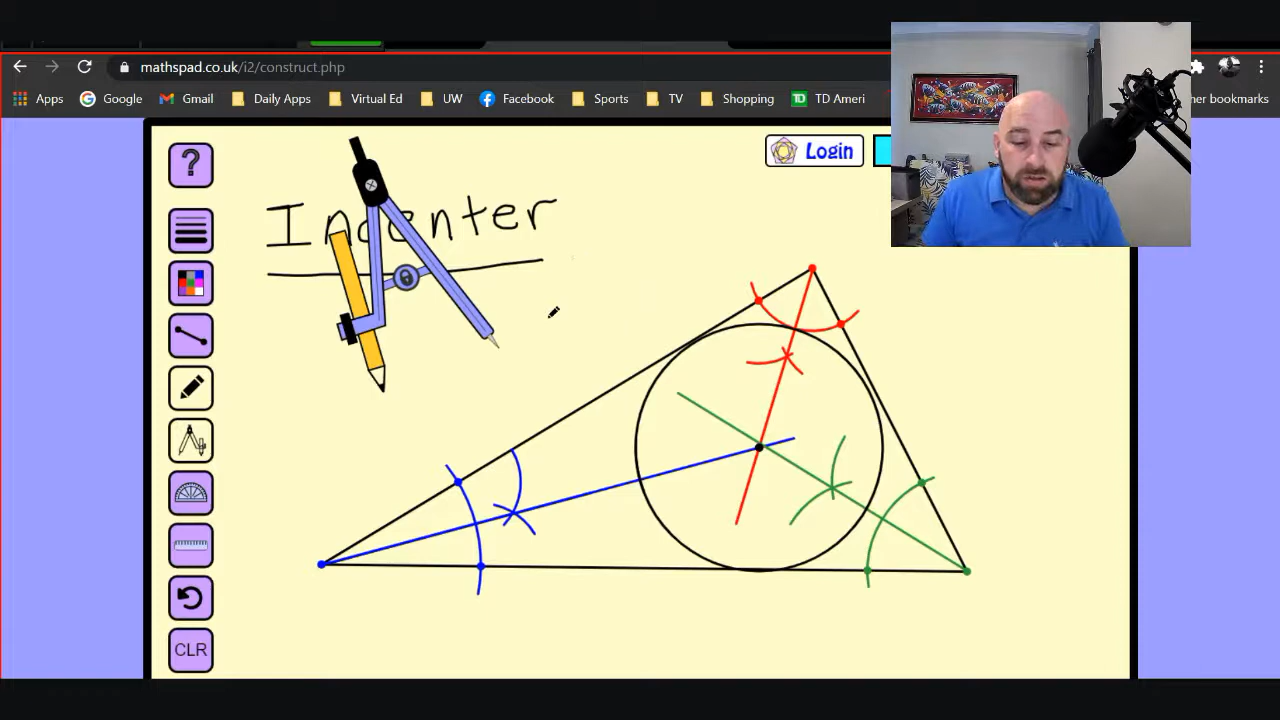 mathspad.co.uk/i2/construct.php
Apps Google Gmail Daily Apps Virtual Ed UW Facebook Sports TV Shopping TD Ameri her bookmarks
? Login
Incenter
CLR